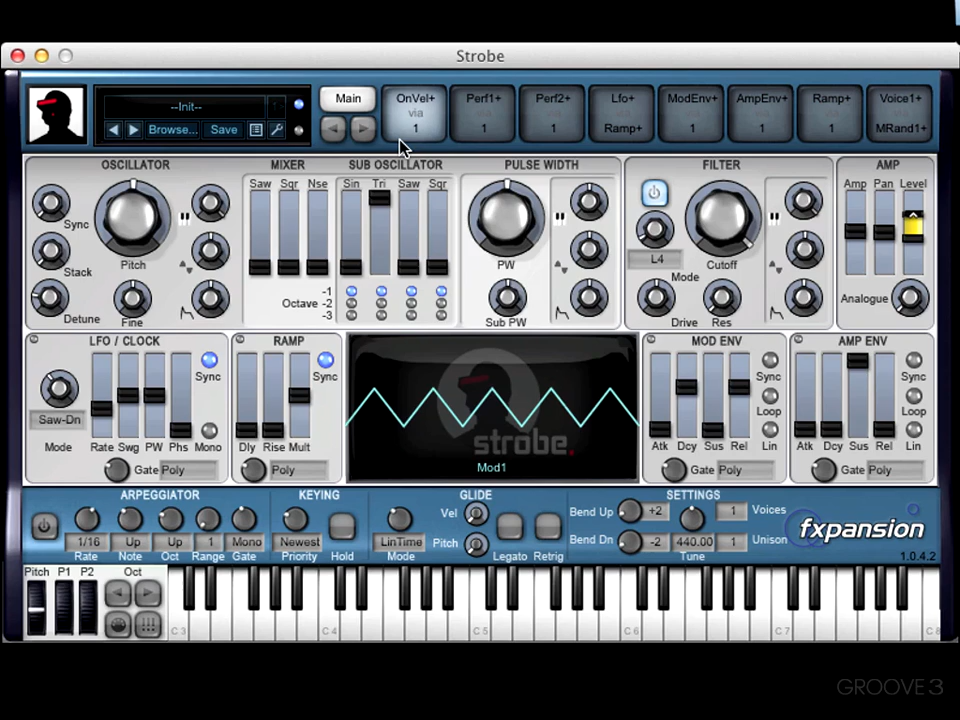 Strobe
--Init--
Browse... Save
Main
OnVel+ Perf1+ Perf2+ Lfo+ ModEnv+ AmpEnv+ Ramp+ Voice1+
via via via via via via via via
1 1 1 Ramp+ 1 1 1 MRand1+
OSCILLATOR MIXER SUB OSCILLATOR PULSE WIDTH FILTER AMP
Saw Sqr Nse Sin Tri Saw Sqr Amp Pan Level
Sync
L4
Pitch PW Cutoff
Stack Mode
-1
Octave -2
-3
Analogue
Detune Fine Sub PW Drive Res
LFO / CLOCK RAMP MOD ENV AMP ENV
Sync Sync Sync Sync
Saw-Dn Loop Loop
Mode Rate Swg PW Phs Mono Dly Rise Mult Atk Dcy Sus Rel Lin Atk Dcy Sus Rel Lin
strobe.
Gate Poly Poly Mod1 Gate Poly Gate Poly
ARPEGGIATOR KEYING GLIDE SETTINGS
Vel Bend Up +2 1 Voices
fxpansion
1/16 Up Up 1 Mono Newest LinTime Pitch Bend Dn -2 440.00 1 Unison
Rate Note Oct Range Gate Priority Hold Mode Legato Retrig Tune 1.0.4.2
Pitch P1 P2 Oct
C3 C4 C5 C6 C7 C8
GROOVE3